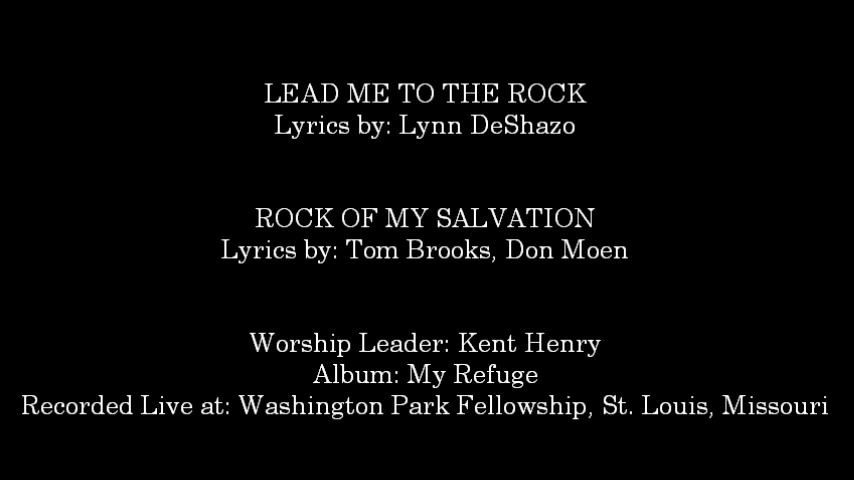 LEAD ME TO THE ROCK
Lyrics by: Lynn DeShazo
ROCK OF MY SALVATION
Lyrics by: Tom Brooks, Don Moen
Worship Leader: Kent Henry
Album: My Refuge
Recorded Live at: Washington Park Fellowship, St. Louis, Missouri